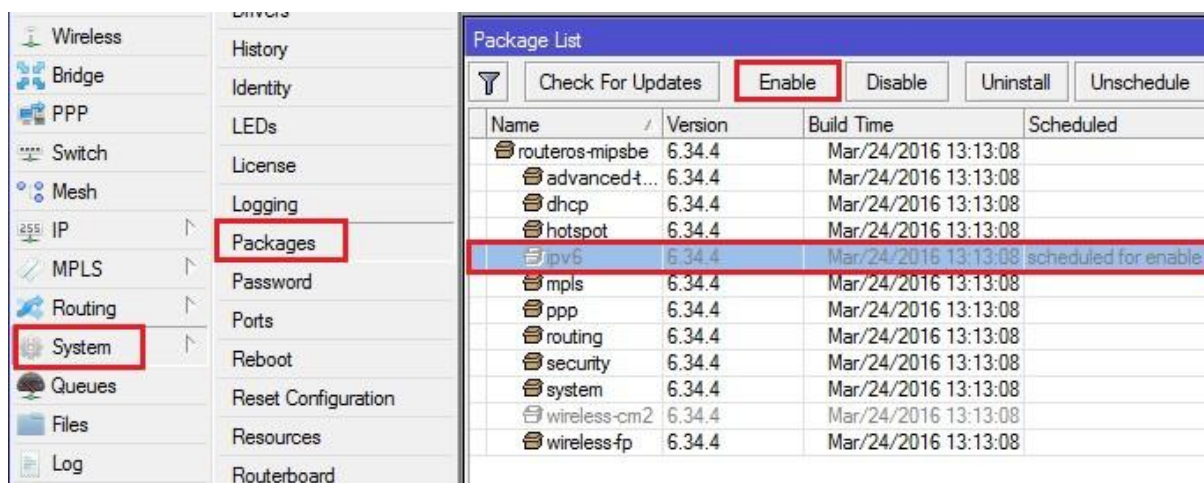 Wireless
Bridge
PPP
Switch
Mesh
255 IP
MPLS
Routing
System
Queues
Files
Log
Drivers
History
Identity
LEDs
License
Logging
Packages
Password
Ports
Reboot
Reset Configuration
Resources
Routerboard
Package List
Check For Updates Enable Disable Uninstall Unschedule
Name / Version Build Time Scheduled
routeros-mipsbe 6.34.4 Mar/24/2016 13:13:08
advanced-t... 6.34.4 Mar/24/2016 13:13:08
dhcp 6.34.4 Mar/24/2016 13:13:08
hotspot 6.34.4 Mar/24/2016 13:13:08
ipv6 6.34.4 Mar/24/2016 13:13:08 scheduled for enable
mpls 6.34.4 Mar/24/2016 13:13:08
ppp 6.34.4 Mar/24/2016 13:13:08
routing 6.34.4 Mar/24/2016 13:13:08
security 6.34.4 Mar/24/2016 13:13:08
system 6.34.4 Mar/24/2016 13:13:08
wireless-cm2 6.34.4 Mar/24/2016 13:13:08
wireless-fp 6.34.4 Mar/24/2016 13:13:08